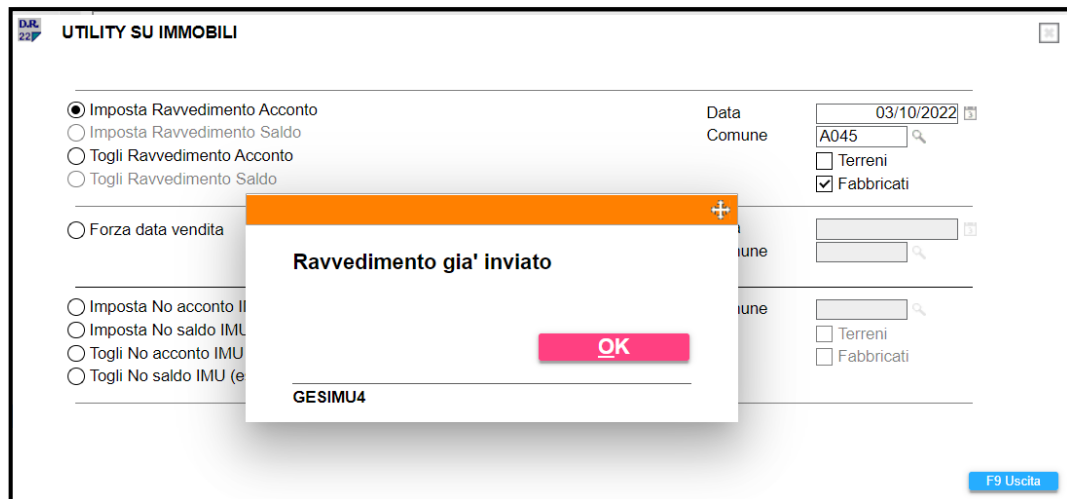 D.R.
22
UTILITY SU IMMOBILI
Imposta Ravvedimento Acconto
Imposta Ravvedimento Saldo
Togli Ravvedimento Acconto
Togli Ravvedimento Saldo
Data 03/10/2022
Comune A045
Terreni
Fabbricati
Forza data vendita
mune
Ravvedimento gia' inviato
OK
GESIMU4
Imposta No acconto I
Imposta No saldo IMU
Togli No acconto IMU
Togli No saldo IMU (e
mune
Terreni
Fabbricati
F9 Uscita